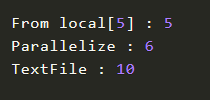 From local[5] : 5
Parallelize : 6
TextFile : 10